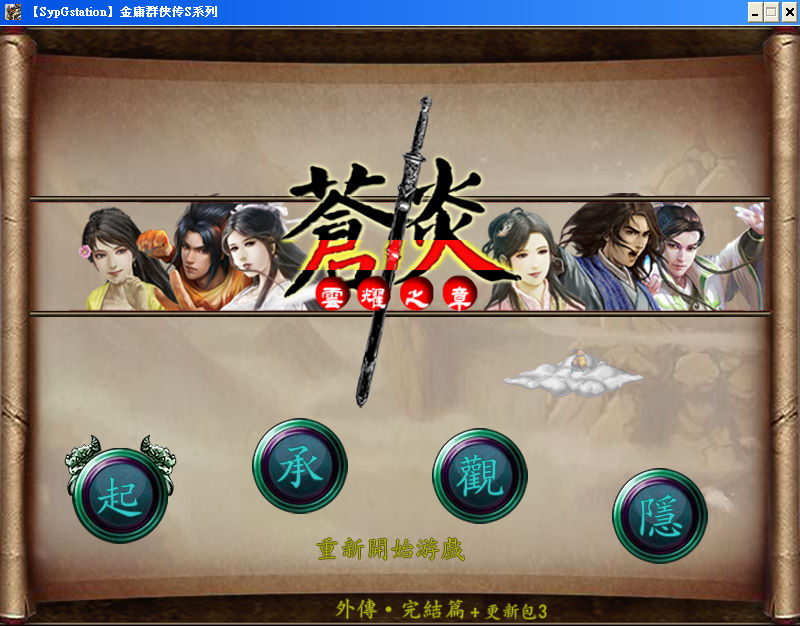 【SypGstation】金庸群侠传S系列
蒼炎
雲耀之章
起 承 觀 隱
重新開始游戲
外傳·完結篇+更新包3